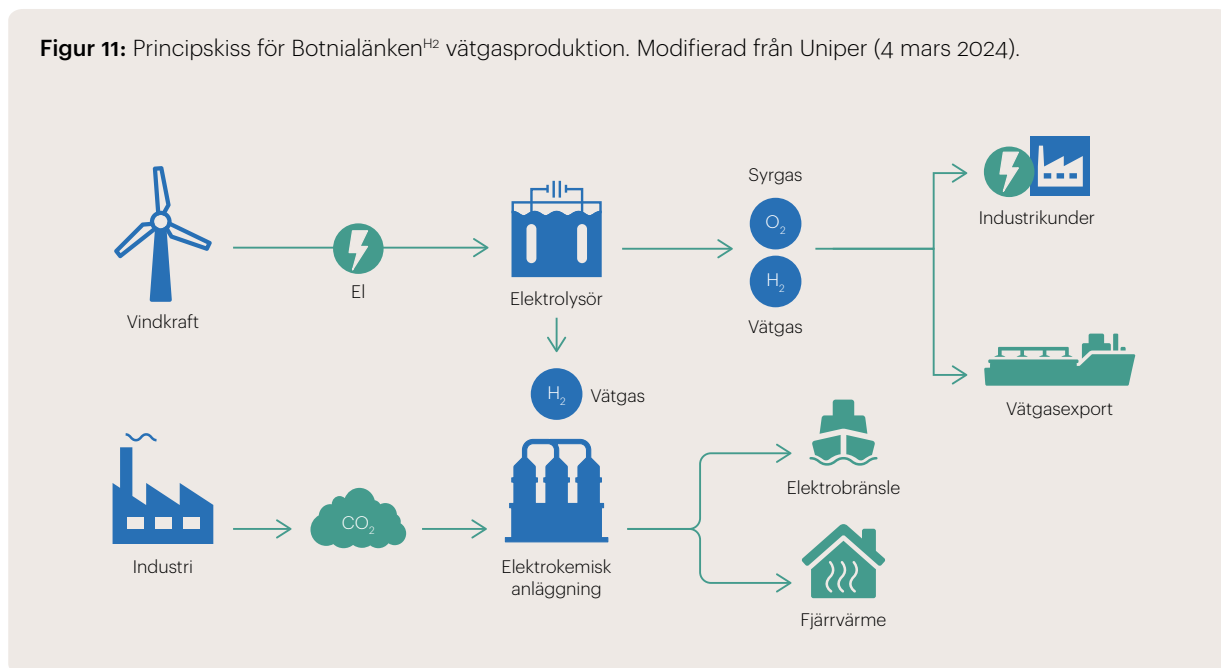 Figur 11: Principskiss för Botnialänkenᴴ² vätgasproduktion. Modifierad från Uniper (4 mars 2024).
Vindkraft
El
Elektrolysör
Syrgas
O₂
H₂
Vätgas
Industrikunder
Vätgasexport
H₂
Vätgas
Industri
CO₂
Elektrokemisk
anläggning
Elektrobränsle
Fjärrvärme